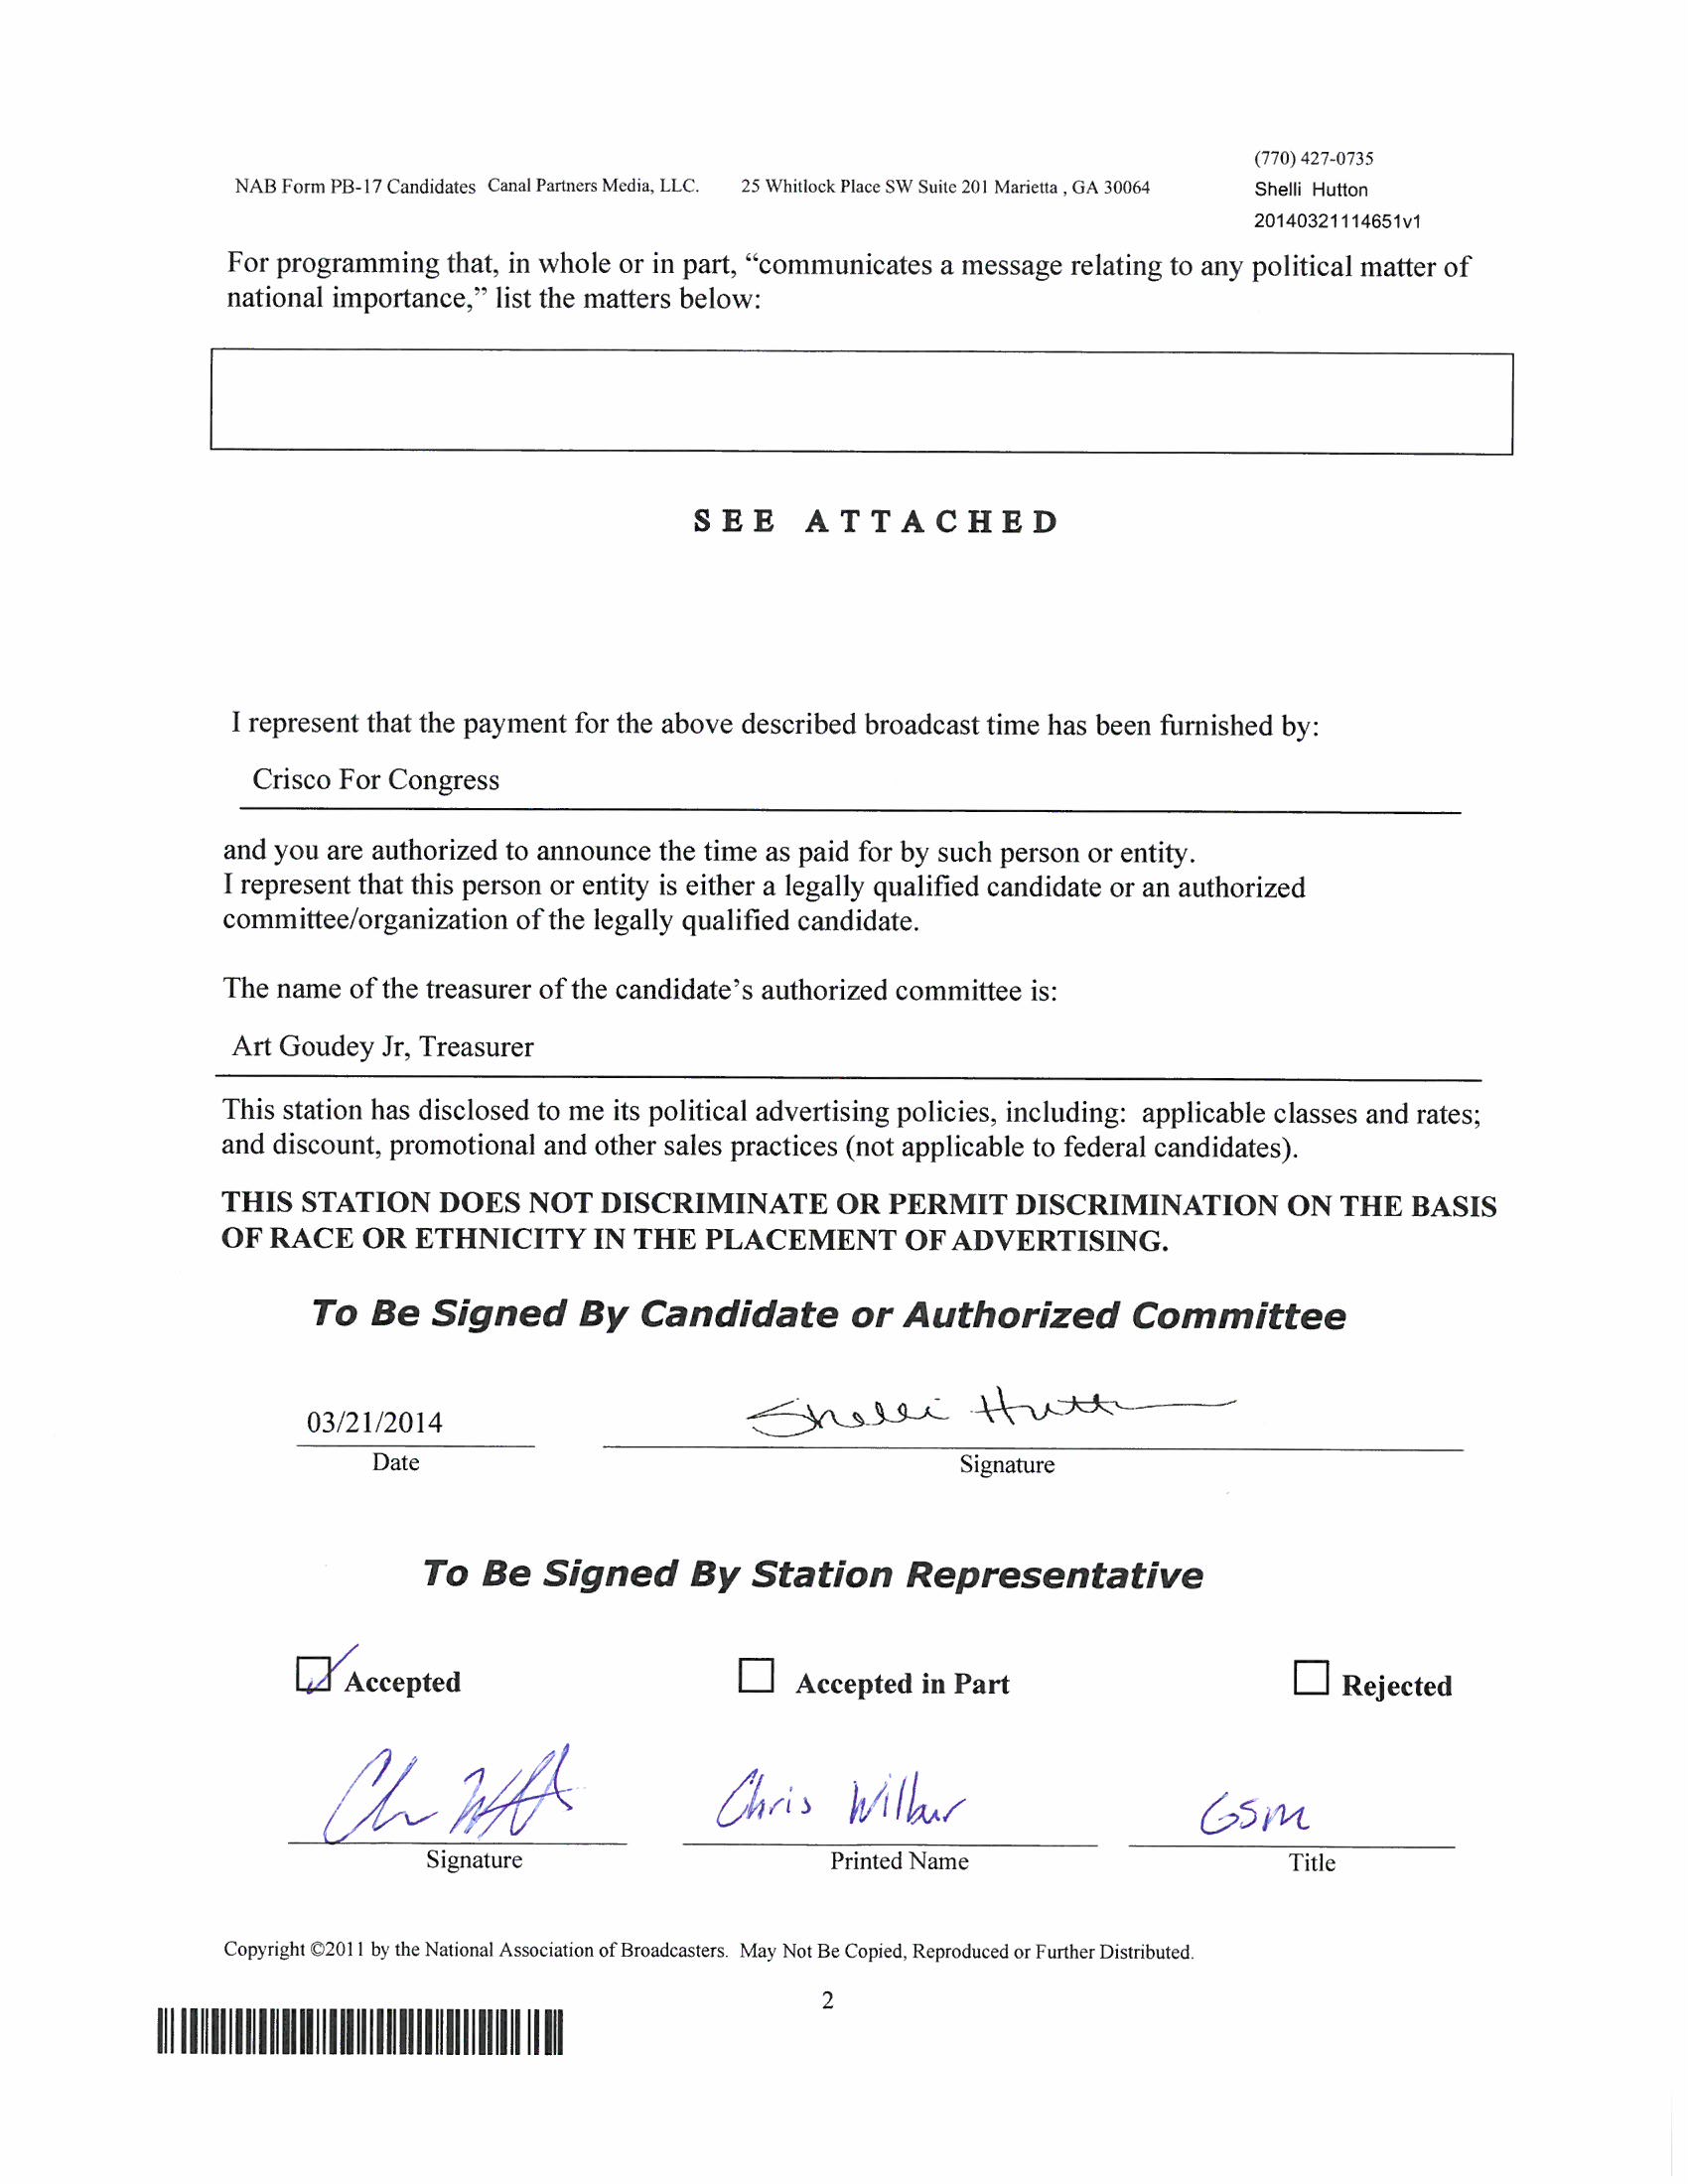 (770) 427-0735
NAB Form PB-17 Candidates Canal Partners Media, LLC. 25 Whitlock Place SW Suite 201 Marietta , GA 30064
Shelli Hutton
20140321114651v1
For programming that, in whole or in part, “communicates a message relating to any political matter of
national importance,” list the matters below:
SEE ATTACHED
I represent that the payment for the above described broadcast time has been furnished by:
Crisco For Congress
and you are authorized to announce the time as paid for by such person or entity.
I represent that this person or entity is either a legally qualified candidate or an authorized
committee/organization of the legally qualified candidate.
The name of the treasurer of the candidate’s authorized committee is:
Art Goudey Jr, Treasurer
This station has disclosed to me its political advertising policies, including: applicable classes and rates;
and discount, promotional and other sales practices (not applicable to federal candidates).
THIS STATION DOES NOT DISCRIMINATE OR PERMIT DISCRIMINATION ON THE BASIS
OF RACE OR ETHNICITY IN THE PLACEMENT OF ADVERTISING.
To Be Signed By Candidate or Authorized Committee
03/21/2014 Shelli Hutton
Date Signature
To Be Signed By Station Representative
Accepted Accepted in Part Rejected
Chris Wilbur GSM
Signature Printed Name Title
Copyright ©2011 by the National Association of Broadcasters. May Not Be Copied, Reproduced or Further Distributed.
2